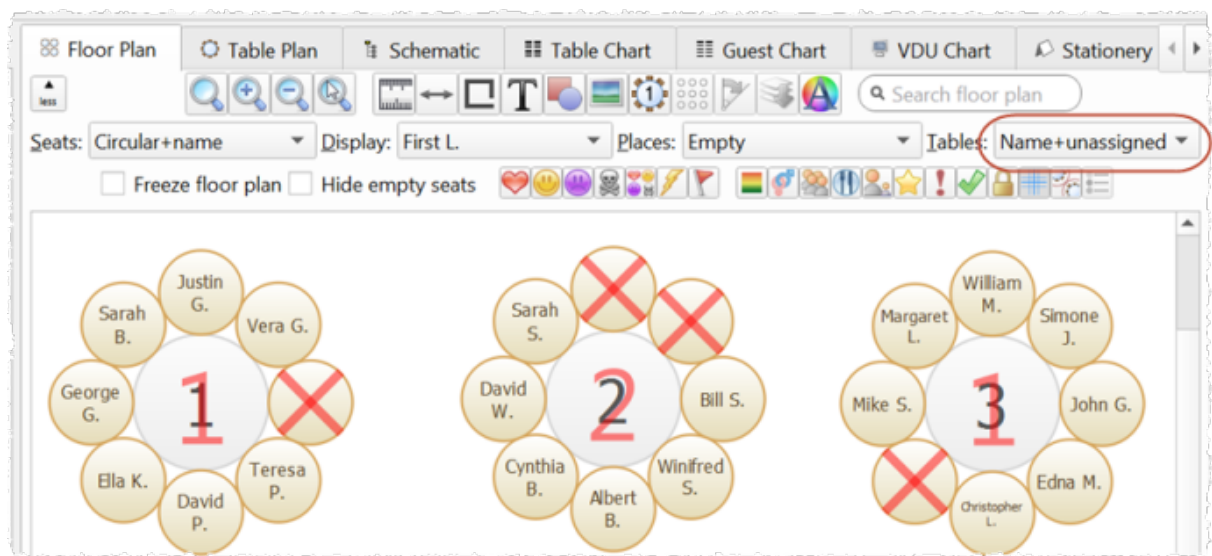 Floor Plan Table Plan Schematic Table Chart Guest Chart VDU Chart Stationery
less T 1 A Search floor plan
Seats: Circular+name Display: First L. Places: Empty Tables: Name+unassigned
Freeze floor plan Hide empty seats
Justin
G.
Sarah
B.
Vera G.
George
G.
1
1
Ella K.
Teresa
P.
David
P.
Sarah
S.
David
W.
2
2
Bill S.
Cynthia
B.
Winifred
S.
Albert
B.
William
M.
Margaret
L.
Simone
J.
Mike S.
3
1
John G.
Edna M.
Christopher
L.